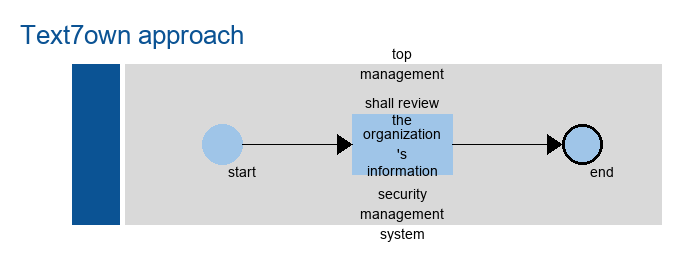 Text7own approach
top
management
shall review
the
organization
's
information
security
management
system
start
end